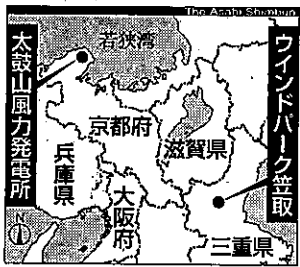 The Asahi Shimbun
太鼓山風力発電所
若狭湾
ウインドパーク笠取
京都府
滋賀県
兵庫県
大阪府
三重県
N